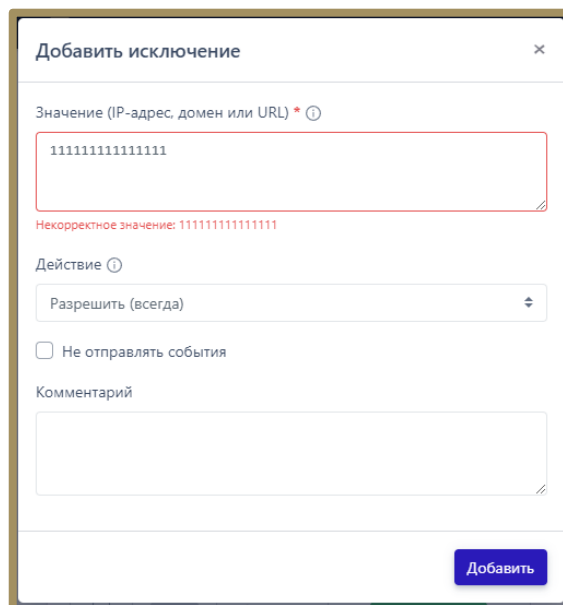 Добавить исключение
Значение (IP-адрес, домен или URL) *
111111111111111
Некорректное значение: 111111111111111
Действие
Разрешить (всегда)
Не отправлять события
Комментарий
Добавить